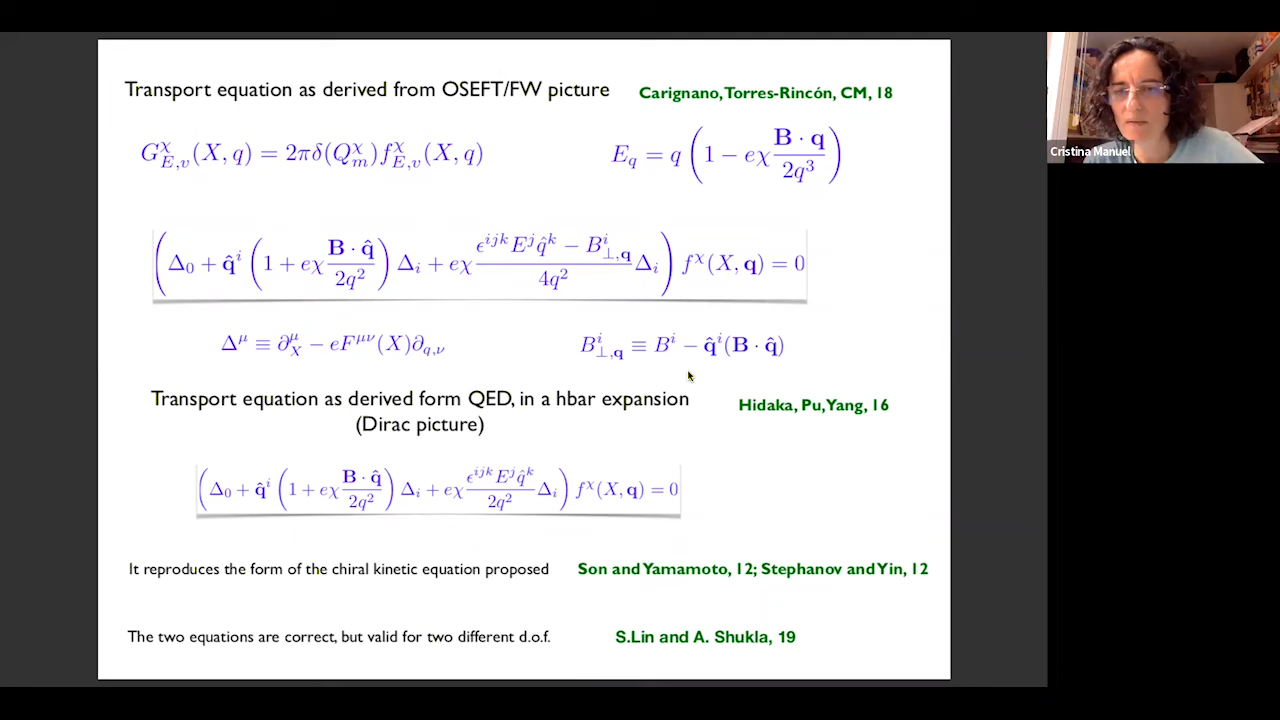 Transport equation as derived from OSEFT/FW picture
Carignano, Torres-Rincón, CM, 18
G^χ_{E,v}(X, q) = 2πδ(Q^χ_m) f^χ_{E,v}(X, q)
E_q = q (1 − eχ \frac{B · q}{2q^3})
(Δ_0 + q̂^i (1 + eχ \frac{B · q̂}{2q^2}) Δ_i + eχ \frac{ϵ^{ijk} E^j q̂^k − B^i_{⊥,q}}{4q^2} Δ_i) f^χ(X, q) = 0
Δ^μ ≡ ∂^μ_X − eF^{μν}(X)∂_{q,ν}
B^i_{⊥,q} ≡ B^i − q̂^i(B · q̂)
Transport equation as derived form QED, in a hbar expansion
(Dirac picture)
Hidaka, Pu, Yang, 16
(Δ_0 + q̂^i (1 + eχ \frac{B · q̂}{2q^2}) Δ_i + eχ \frac{ϵ^{ijk} E^j q̂^k}{2q^2} Δ_i) f^χ(X, q) = 0
It reproduces the form of the chiral kinetic equation proposed
Son and Yamamoto, 12; Stephanov and Yin, 12
The two equations are correct, but valid for two different d.o.f.
S.Lin and A. Shukla, 19
Cristina Manuel